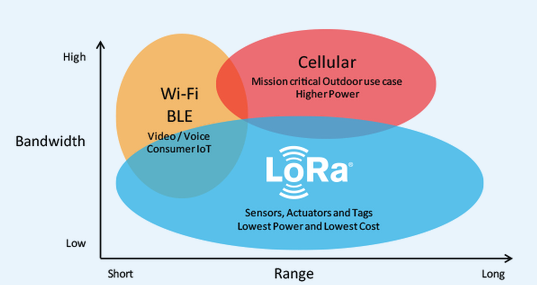 High
Bandwidth
Low
Wi-Fi
BLE
Video / Voice
Consumer IoT
Cellular
Mission critical Outdoor use case
Higher Power
LoRa®
Sensors, Actuators and Tags
Lowest Power and Lowest Cost
Short
Range
Long